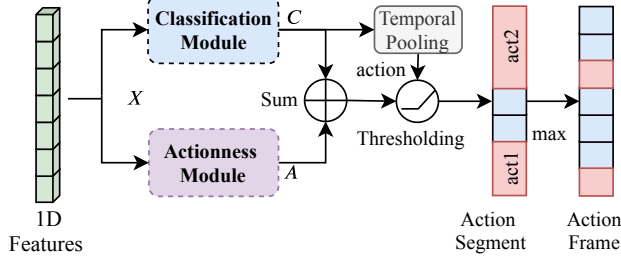 Classification
Module
C
Temporal
Pooling
act2
X
Sum
action
Thresholding
max
Actionness
Module
A
act1
1D
Features
Action
Segment
Action
Frame